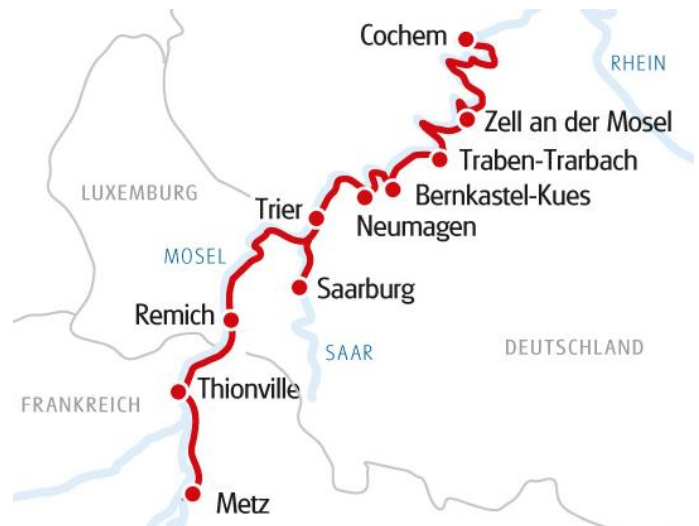 Cochem
RHEIN
Zell an der Mosel
Traben-Trarbach
LUXEMBURG
Bernkastel-Kues
Trier
Neumagen
MOSEL
Saarburg
Remich
DEUTSCHLAND
SAAR
Thionville
FRANKREICH
Metz